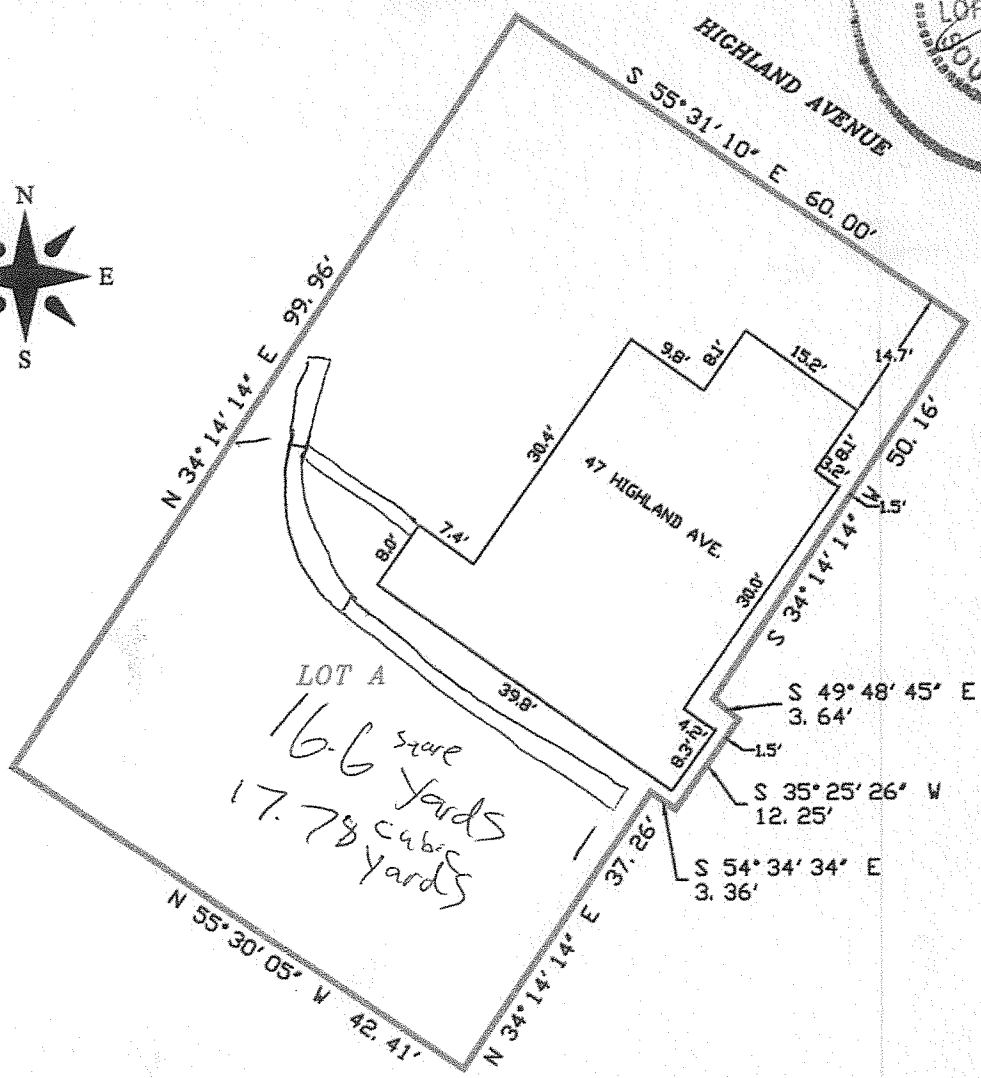 HIGHLAND AVENUE
S 55° 31' 10" E 60. 00'
N
E
S
N 34° 14' 14" E 99. 96'
9.8'
8.1'
15.2'
14.7'
30.4'
8.1'
3.2'
S 34° 14' 14" W 50. 16'
1.5'
47 HIGHLAND AVE.
7.4'
8.0'
30.0'
39.8'
4.2'
8.3'
S 49° 48' 45" E
3. 64'
1.5'
S 35° 25' 26" W
12. 25'
S 54° 34' 34" E
3. 36'
LOT A
16.6 square
Yards
17.78 cubic
Yards
N 34° 14' 14" E 37. 26'
N 55° 30' 05" W 42. 41'